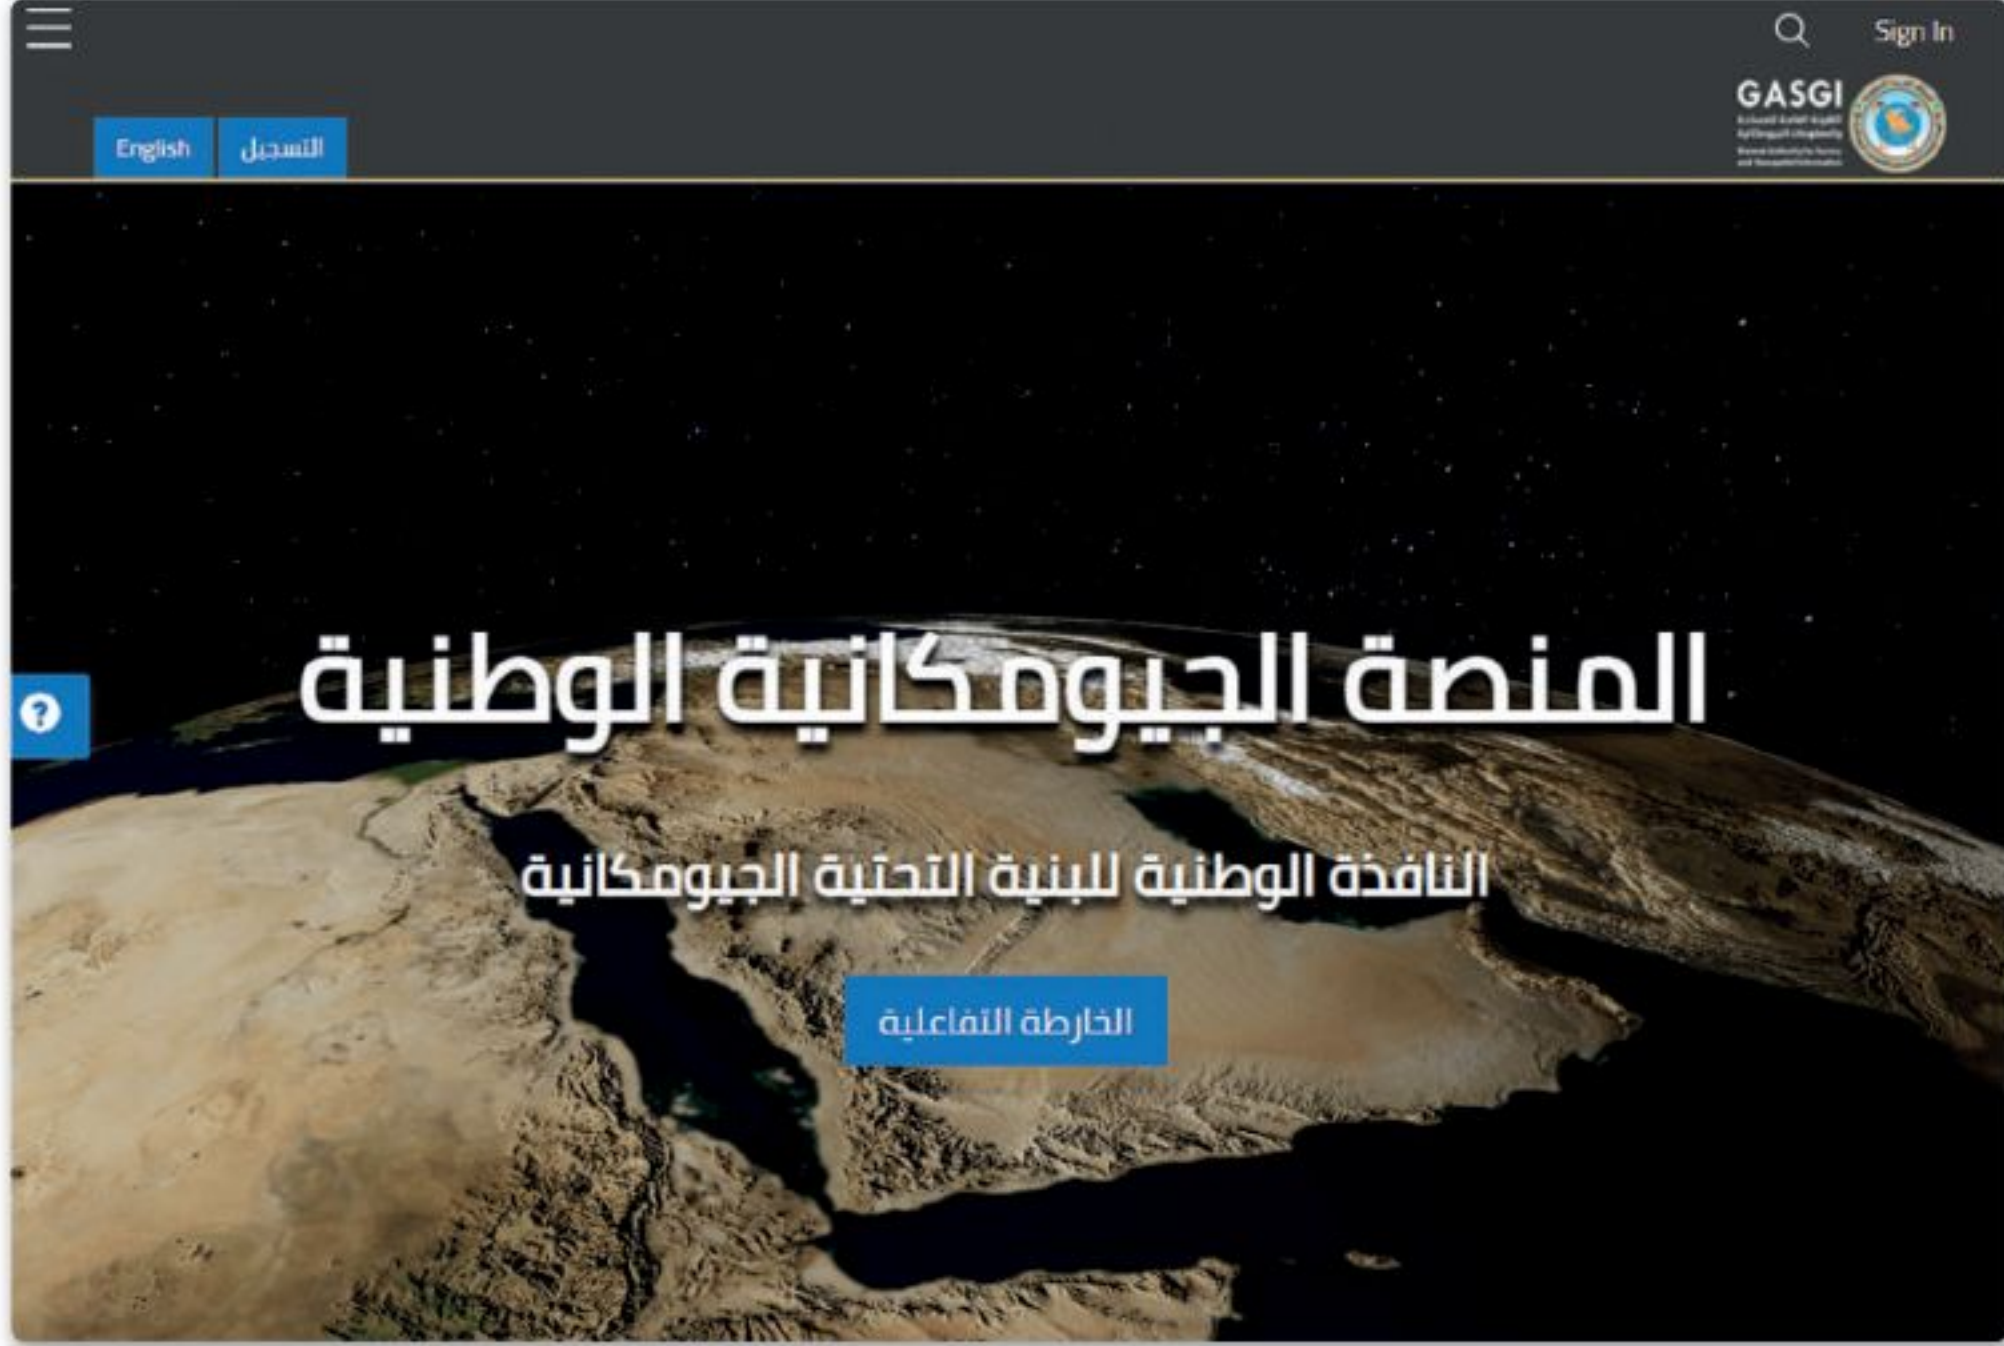 Sign In
GASGI
التسجيل
English
المنصة الجيومكانية الوطنية
النافذة الوطنية للبنية التحتية الجيومكانية
الخارطة التفاعلية